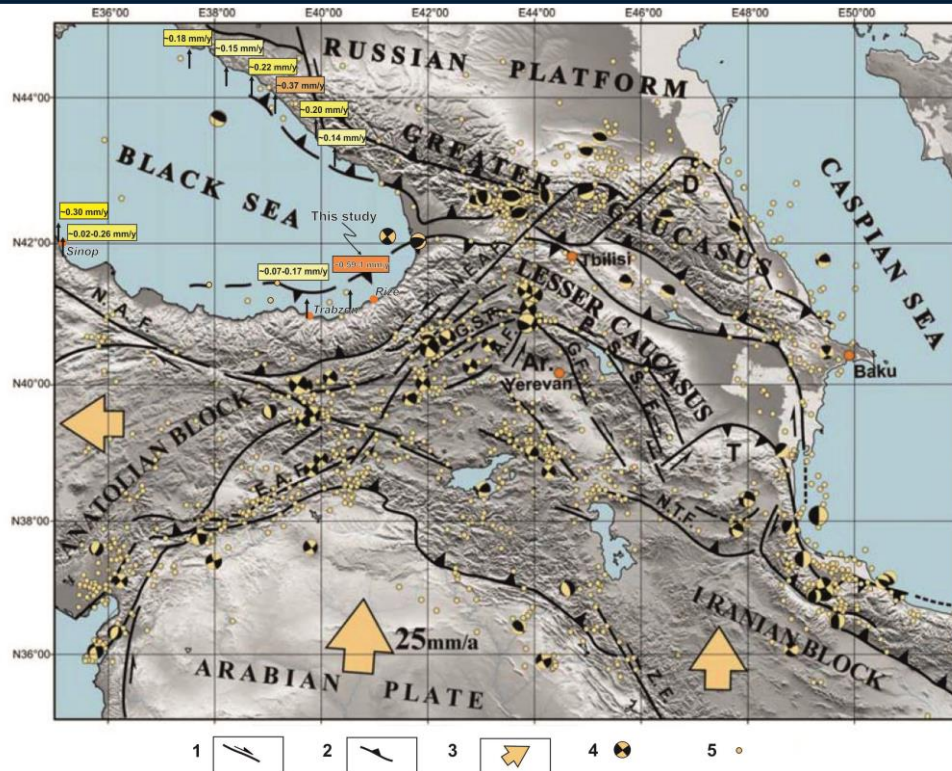 E36°00' E38°00' E40°00' E42°00' E43°00' E44°00' E46°00' E48°00' E50°00'
~0.18 mm/y
~0.15 mm/y
~0.22 mm/y
~0.37 mm/y
~0.20 mm/y
~0.14 mm/y
RUSSIAN PLATFORM
N44°00'
GREATER
CAUCASUS
BLACK SEA
CASPIAN SEA
D
This study
~0.30 mm/y
~0.02-0.26 mm/y
N42°00'
Sinop
~0.07-0.17 mm/y
Rize
Trabzon
Tbilisi
LESSER CAUCASUS
N.A.F.
N40°00'
Ar.
Yerevan
Baku
ANATOLIAN BLOCK
T
E.A.F.
N.T.F.
N38°00'
IRANIAN BLOCK
25mm/a
N36°00'
ARABIAN PLATE
1 2 3 4 5